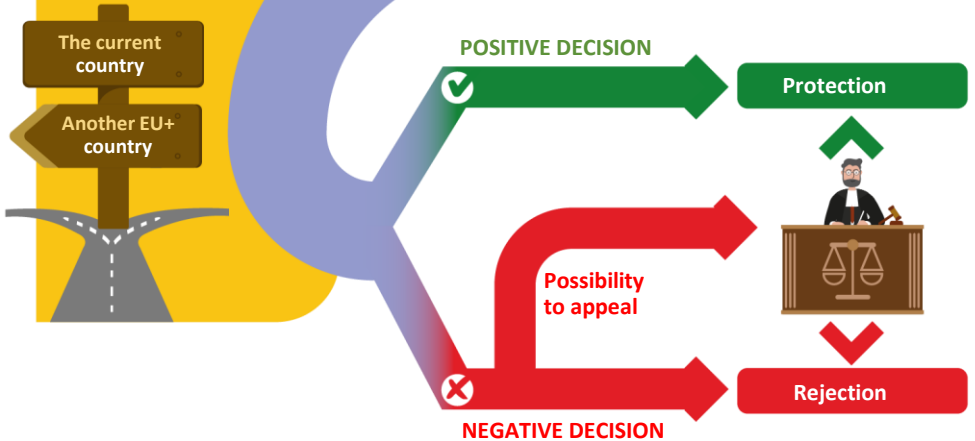 The current
country
Another EU+
country
POSITIVE DECISION
Protection
Possibility
to appeal
Rejection
NEGATIVE DECISION